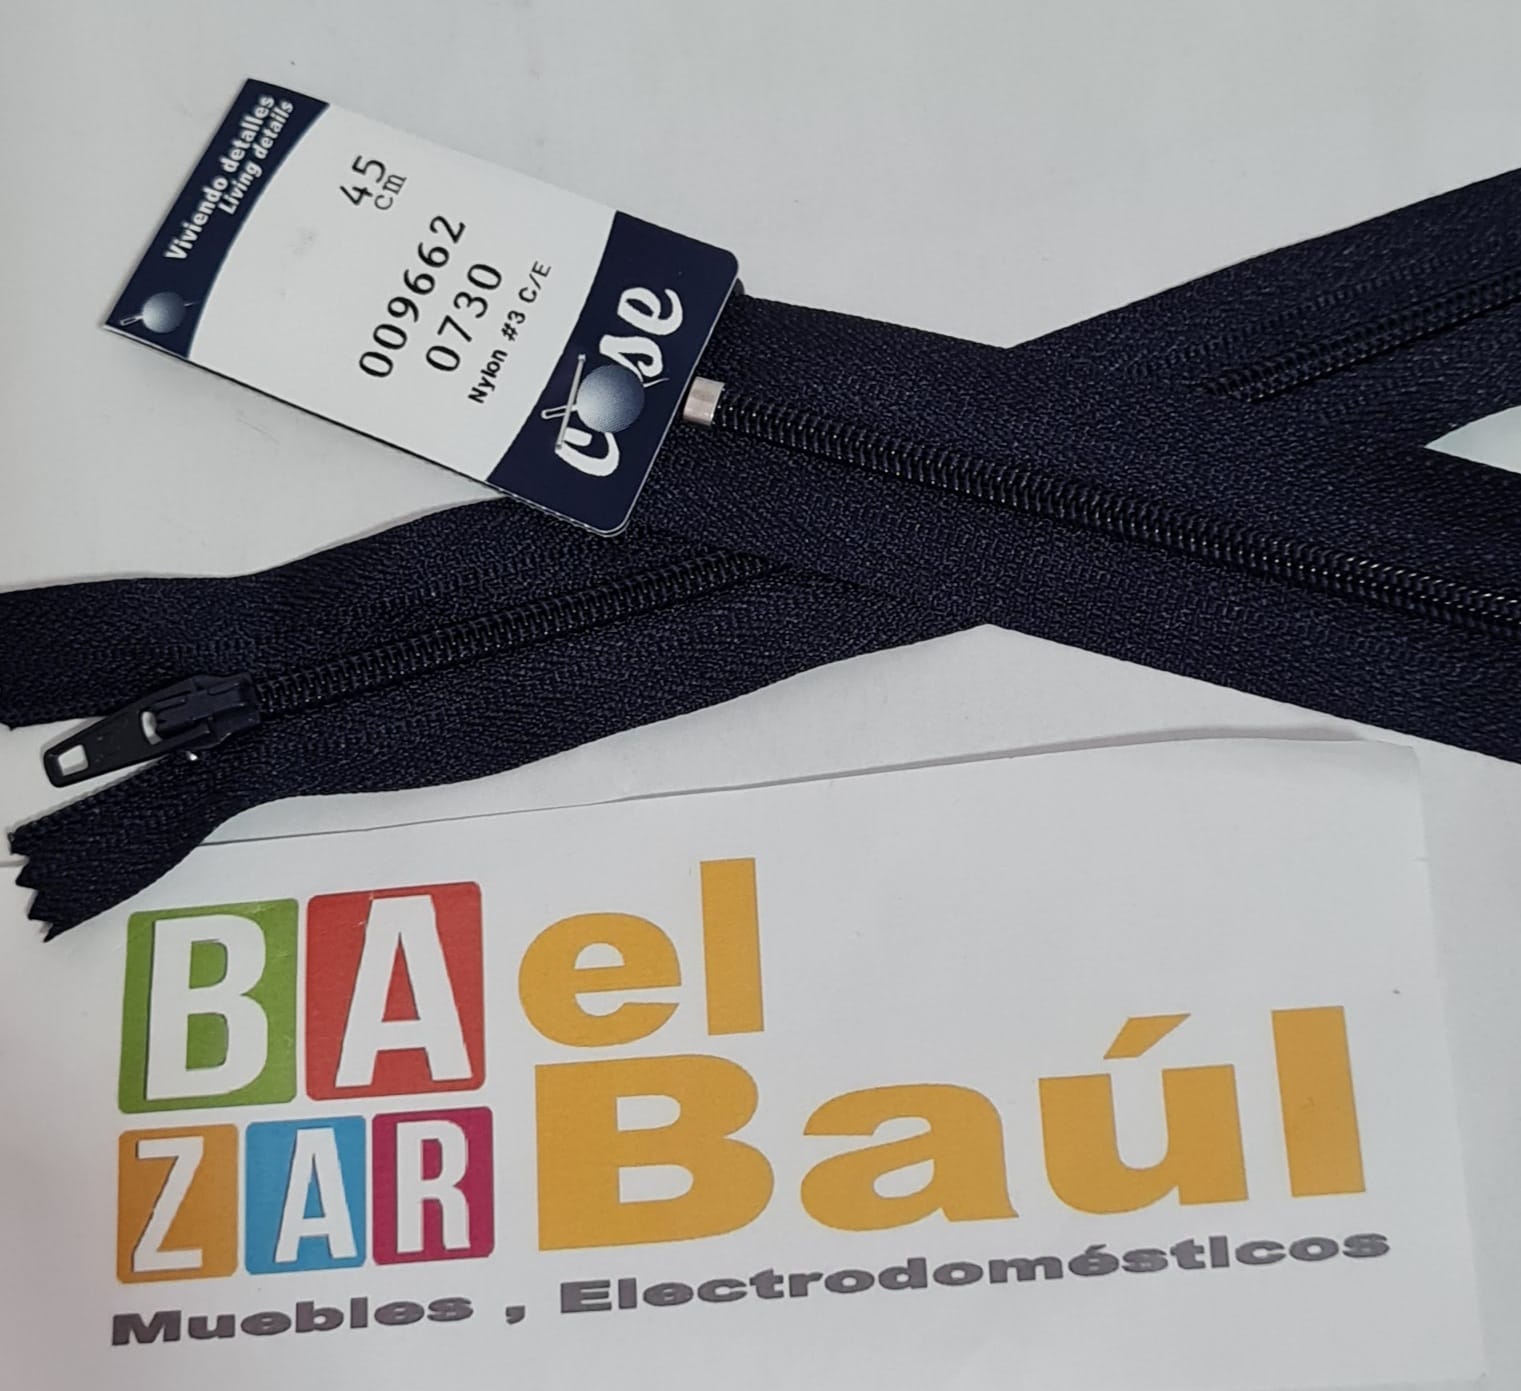 Viviendo detalles
Living details
45
cm
009662
0730
Nylon #3 C/E
cose
BA
ZAR
el
Baúl
Muebles , Electrodomésticos